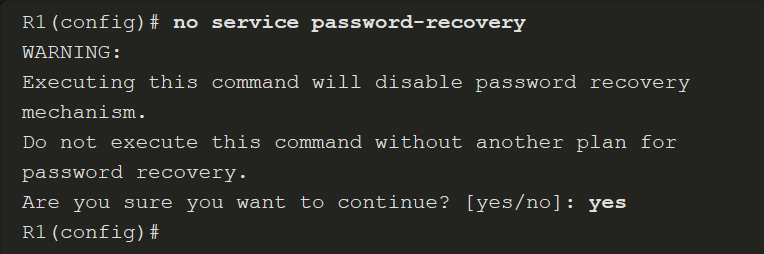 R1(config)# no service password-recovery
WARNING:
Executing this command will disable password recovery
mechanism.
Do not execute this command without another plan for
password recovery.
Are you sure you want to continue? [yes/no]: yes
R1(config)#